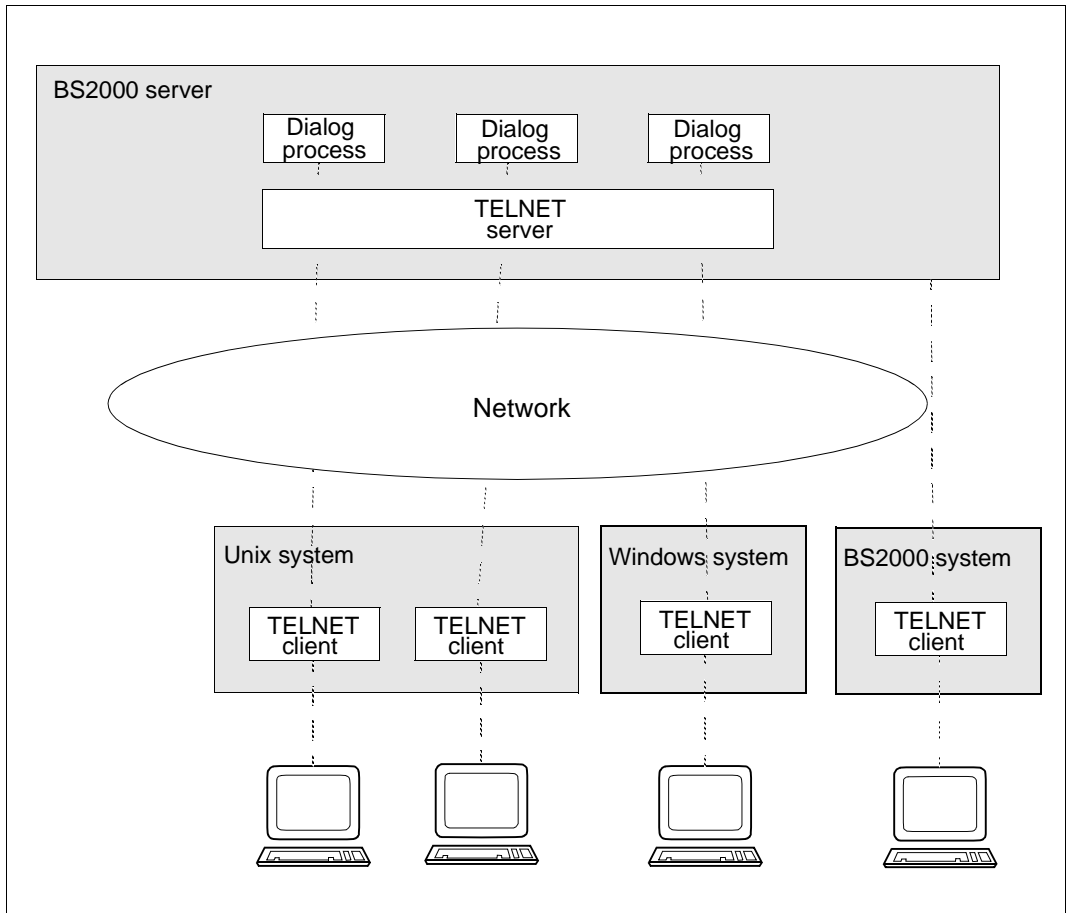 BS2000 server
Dialog
process
Dialog
process
Dialog
process
TELNET
server
Network
Unix system
Windows system
BS2000 system
TELNET
client
TELNET
client
TELNET
client
TELNET
client